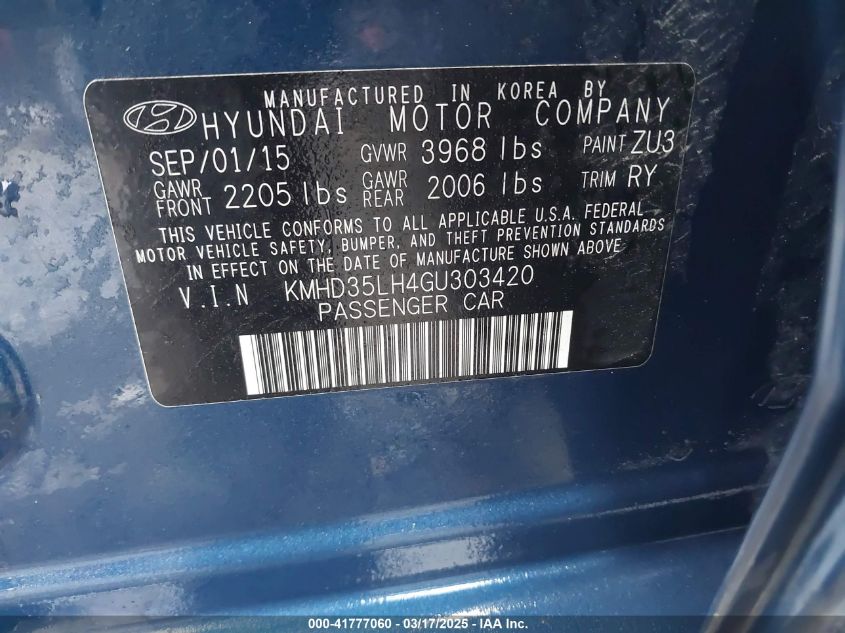 MANUFACTURED IN KOREA BY
HYUNDAI MOTOR COMPANY
SEP/01/15 GVWR 3968 lbs PAINT ZU3
GAWR FRONT 2205 lbs GAWR REAR 2006 lbs TRIM RY
THIS VEHICLE CONFORMS TO ALL APPLICABLE U.S.A. FEDERAL
MOTOR VEHICLE SAFETY, BUMPER, AND THEFT PREVENTION STANDARDS
IN EFFECT ON THE DATE OF MANUFACTURE SHOWN ABOVE
V.I.N KMHD35LH4GU303420
PASSENGER CAR
000-41777060 - 03/17/2025 - IAA Inc.